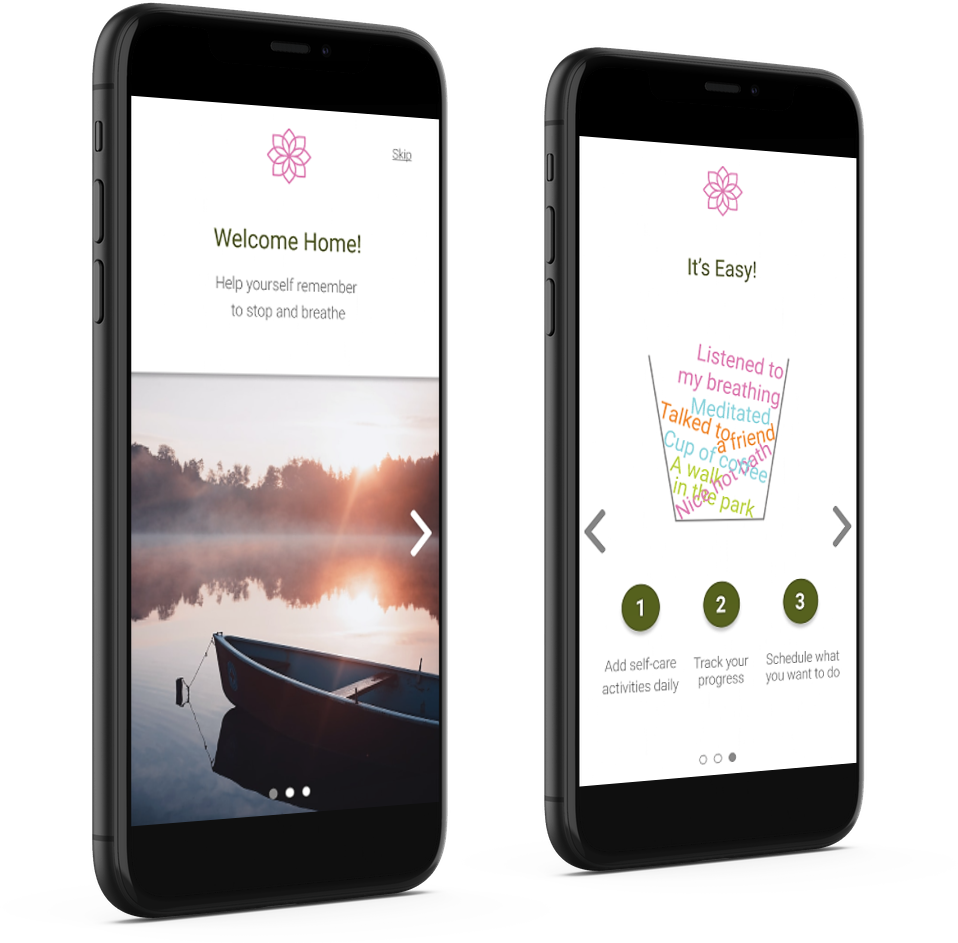 Skip
Welcome Home!
Help yourself remember
to stop and breathe
It's Easy!
Listened to
my breathing
Meditated
Talked to
a friend
Cup of coffee
A walk
in the park
Nice hot bath
1
2
3
Add self-care
activities daily
Track your
progress
Schedule what
you want to do